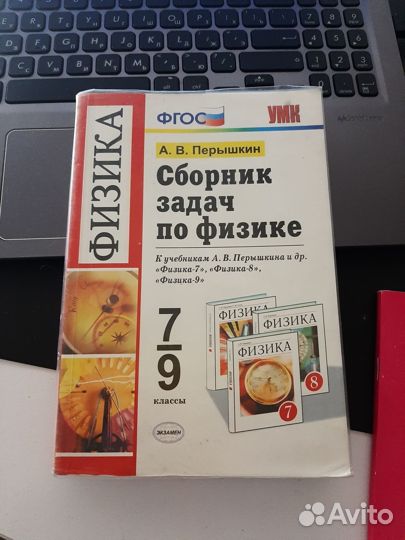 ФГОС
УМК
А. В. Перышкин
ФИЗИКА
Сборник
задач
по физике
К учебникам А. В. Перышкина и др.
«Физика-7», «Физика-8»,
«Физика-9»
7
9
классы
ФИЗИКА
ФИЗИКА
8
ФИЗИКА
7
ЭКЗАМЕН
Avito